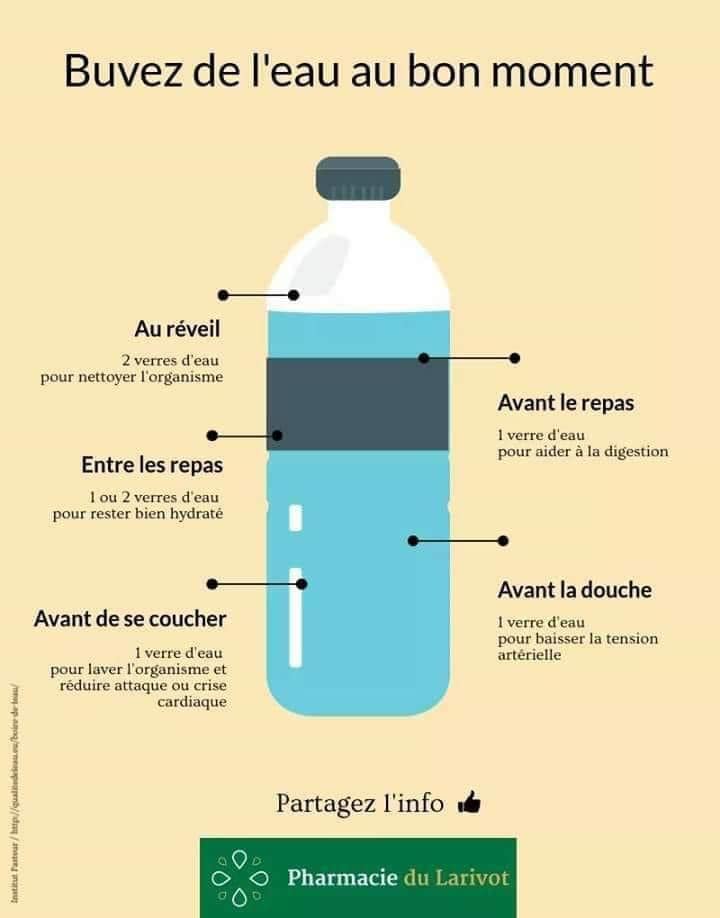 Buvez de l'eau au bon moment
Au réveil
2 verres d'eau
pour nettoyer l'organisme
Avant le repas
1 verre d'eau
pour aider à la digestion
Entre les repas
1 ou 2 verres d'eau
pour rester bien hydraté
Avant la douche
1 verre d'eau
pour baisser la tension
artérielle
Avant de se coucher
1 verre d'eau
pour laver l'organisme et
réduire attaque ou crise
cardiaque
Institut Pasteur / http://qualitedeleau.eu/boire-de-leau/
Partagez l'info
Pharmacie du Larivot